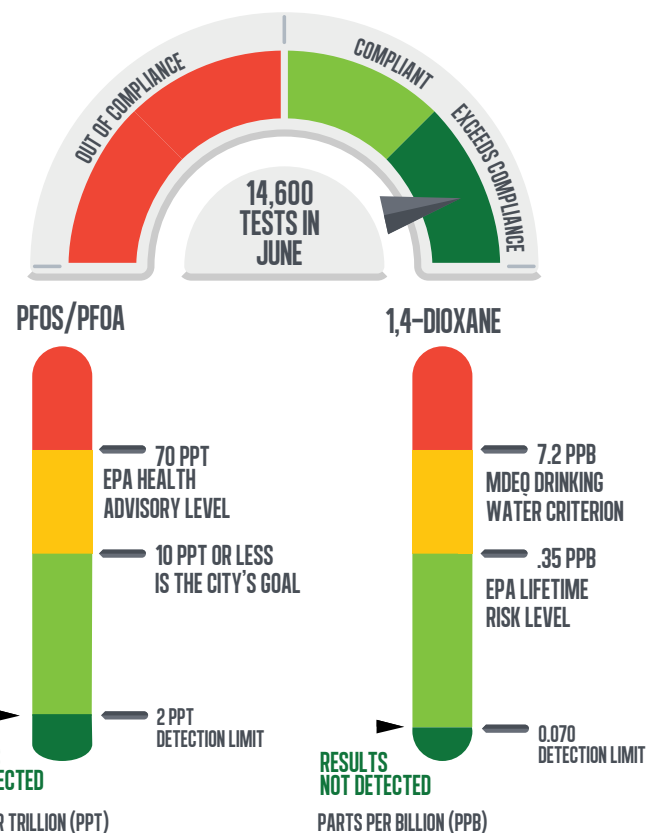 OUT OF COMPLIANCE
COMPLIANT
EXCEEDS COMPLIANCE
14,600
TESTS IN
JUNE
PFOS/PFOA
70 PPT
EPA HEALTH
ADVISORY LEVEL
10 PPT OR LESS
IS THE CITY'S GOAL
2 PPT
DETECTION LIMIT
TRILLION (PPT)
1,4-DIOXANE
7.2 PPB
MDEQ DRINKING
WATER CRITERION
.35 PPB
EPA LIFETIME
RISK LEVEL
0.070
DETECTION LIMIT
RESULTS
NOT DETECTED
PARTS PER BILLION (PPB)